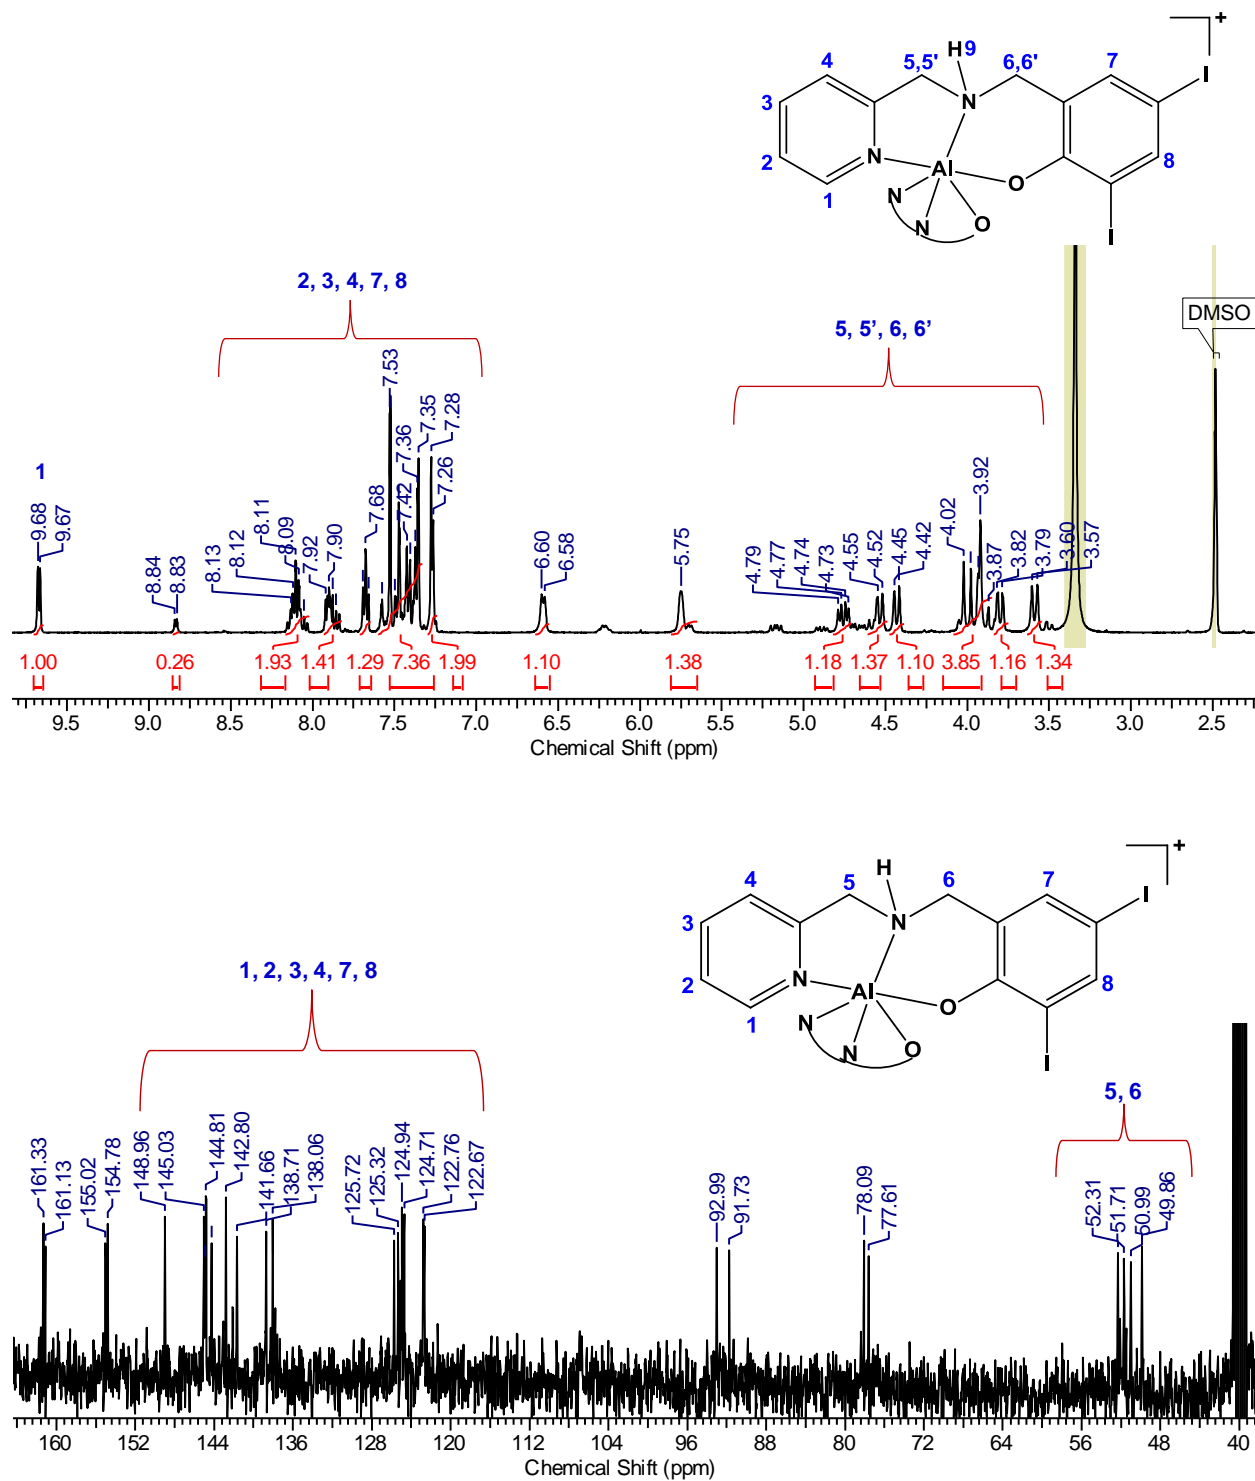 +
H9
4
5,5'
6,6'
7
I
3
N
2
N
Al
8
1
N
O
N
O
I
2, 3, 4, 7, 8
5, 5', 6, 6'
DMSO
1
9.68
9.67
8.84
8.83
8.13
8.12
8.11
8.09
7.92
7.90
7.68
7.53
7.42
7.36
7.35
7.28
7.26
6.60
6.58
5.75
4.79
4.77
4.74
4.73
4.55
4.52
4.45
4.42
4.02
3.92
3.87
3.82
3.79
3.60
3.57
1.00 0.26 1.93 1.41 1.29 7.36 1.99 1.10 1.38 1.18 1.37 1.10 3.85 1.16 1.34
9.5 9.0 8.5 8.0 7.5 7.0 6.5 6.0 5.5 5.0 4.5 4.0 3.5 3.0 2.5
Chemical Shift (ppm)
+
H
4
5
6
7
I
3
N
2
N
Al
8
1
N
O
N
O
I
1, 2, 3, 4, 7, 8
5, 6
161.33
161.13
155.02
154.78
148.96
145.03
144.81
142.80
141.66
138.71
138.06
125.72
125.32
124.94
124.71
122.76
122.67
92.99
91.73
78.09
77.61
52.31
51.71
50.99
49.86
160 152 144 136 128 120 112 104 96 88 80 72 64 56 48 40
Chemical Shift (ppm)